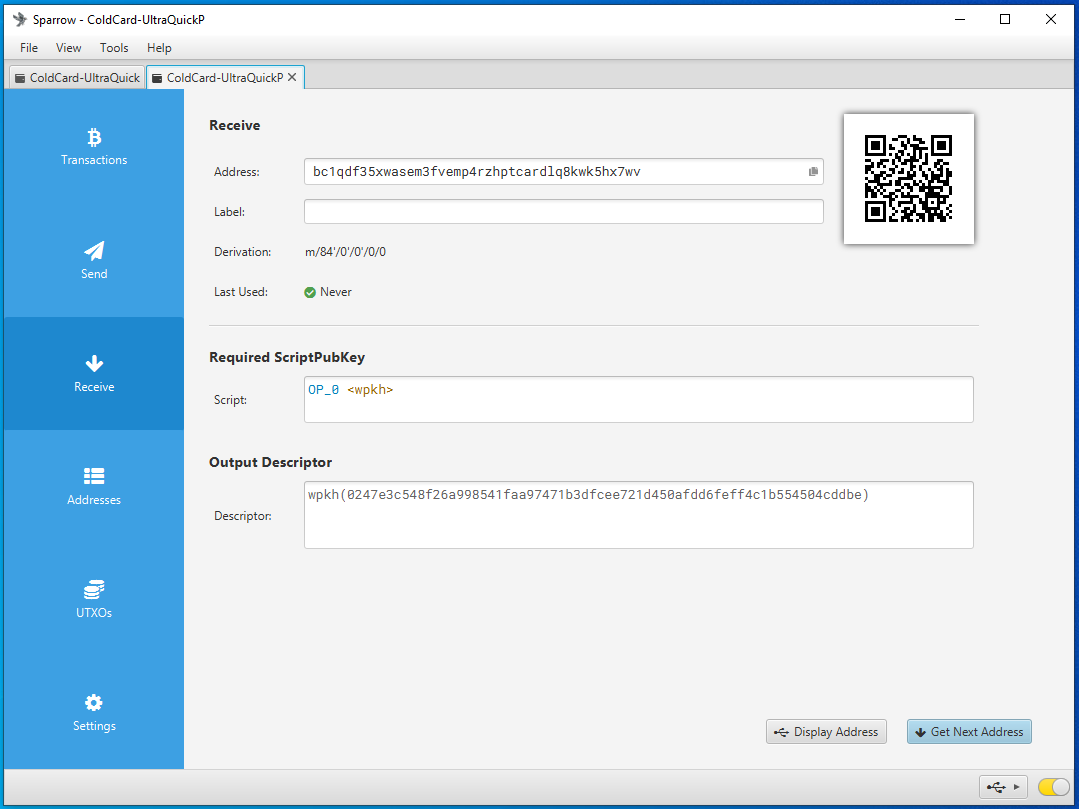 Sparrow - ColdCard-UltraQuickP
File View Tools Help
ColdCard-UltraQuick ColdCard-UltraQuickP
Transactions
Send
Receive
Addresses
UTXOs
Settings
Receive
Address: bc1qdf35xwasem3fvemp4rzhptcardlq8kwk5hx7wv
Label:
Derivation: m/84'/0'/0'/0/0
Last Used: Never
Required ScriptPubKey
Script: OP_0 <wpkh>
Output Descriptor
Descriptor: wpkh(0247e3c548f26a998541faa97471b3dfcee721d450afdd6feff4c1b554504cddbe)
Display Address Get Next Address